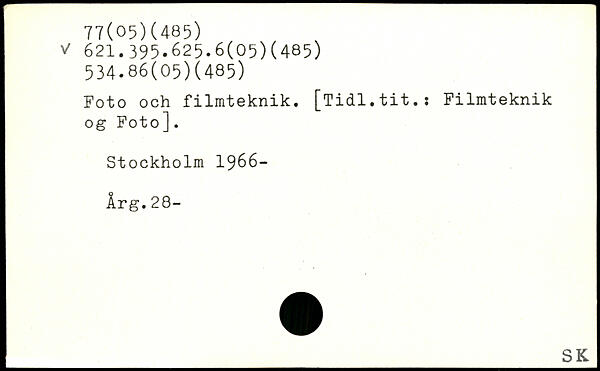 77(05)(485)
√ 621.395.625.6(05)(485)
534.86(05)(485)
Foto och filmteknik. [Tidl.tit.: Filmteknik
og Foto].
Stockholm 1966-
Årg.28-
SK